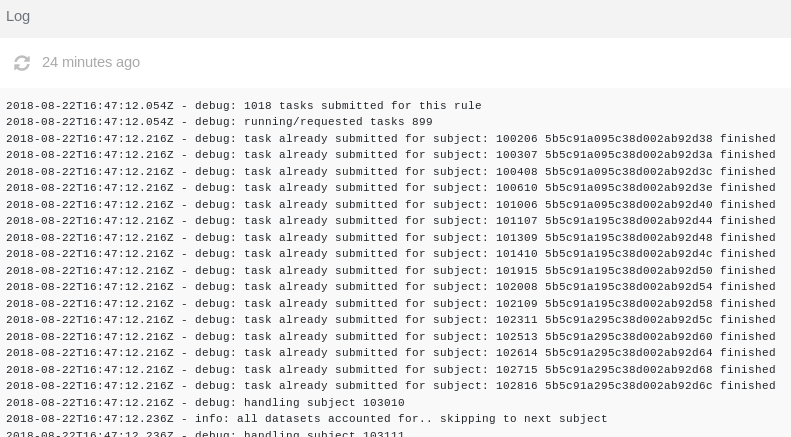 Log
24 minutes ago
2018-08-22T16:47:12.054Z - debug: 1018 tasks submitted for this rule
2018-08-22T16:47:12.054Z - debug: running/requested tasks 899
2018-08-22T16:47:12.216Z - debug: task already submitted for subject: 100206 5b5c91a095c38d002ab92d38 finished
2018-08-22T16:47:12.216Z - debug: task already submitted for subject: 100307 5b5c91a095c38d002ab92d3a finished
2018-08-22T16:47:12.216Z - debug: task already submitted for subject: 100408 5b5c91a095c38d002ab92d3c finished
2018-08-22T16:47:12.216Z - debug: task already submitted for subject: 100610 5b5c91a095c38d002ab92d3e finished
2018-08-22T16:47:12.216Z - debug: task already submitted for subject: 101006 5b5c91a095c38d002ab92d40 finished
2018-08-22T16:47:12.216Z - debug: task already submitted for subject: 101107 5b5c91a195c38d002ab92d44 finished
2018-08-22T16:47:12.216Z - debug: task already submitted for subject: 101309 5b5c91a195c38d002ab92d48 finished
2018-08-22T16:47:12.216Z - debug: task already submitted for subject: 101410 5b5c91a195c38d002ab92d4c finished
2018-08-22T16:47:12.216Z - debug: task already submitted for subject: 101915 5b5c91a195c38d002ab92d50 finished
2018-08-22T16:47:12.216Z - debug: task already submitted for subject: 102008 5b5c91a195c38d002ab92d54 finished
2018-08-22T16:47:12.216Z - debug: task already submitted for subject: 102109 5b5c91a195c38d002ab92d58 finished
2018-08-22T16:47:12.216Z - debug: task already submitted for subject: 102311 5b5c91a295c38d002ab92d5c finished
2018-08-22T16:47:12.216Z - debug: task already submitted for subject: 102513 5b5c91a295c38d002ab92d60 finished
2018-08-22T16:47:12.216Z - debug: task already submitted for subject: 102614 5b5c91a295c38d002ab92d64 finished
2018-08-22T16:47:12.216Z - debug: task already submitted for subject: 102715 5b5c91a295c38d002ab92d68 finished
2018-08-22T16:47:12.216Z - debug: task already submitted for subject: 102816 5b5c91a295c38d002ab92d6c finished
2018-08-22T16:47:12.216Z - debug: handling subject 103010
2018-08-22T16:47:12.236Z - info: all datasets accounted for.. skipping to next subject
2018-08-22T16:47:12.236Z - debug: handling subject 103111